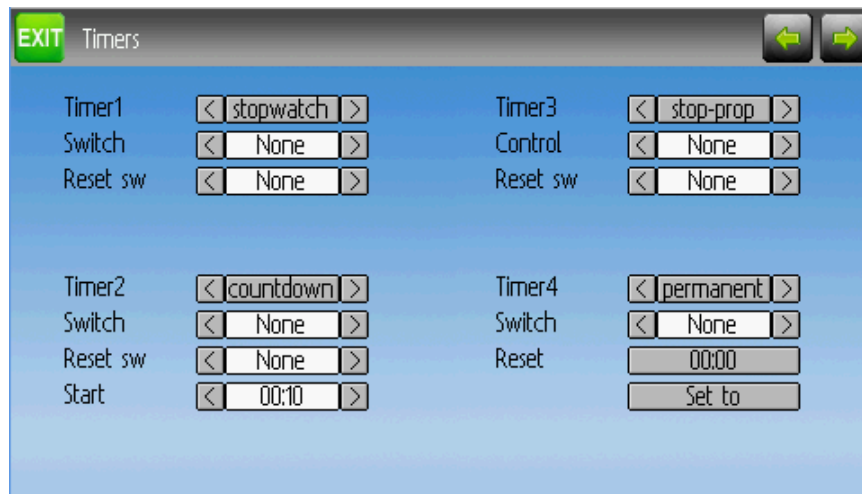 EXIT Timers
Timer1 < stopwatch >
Switch < None >
Reset sw < None >
Timer3 < stop-prop >
Control < None >
Reset sw < None >
Timer2 < countdown >
Switch < None >
Reset sw < None >
Start < 00:10 >
Timer4 < permanent >
Switch < None >
Reset 00:00
Set to